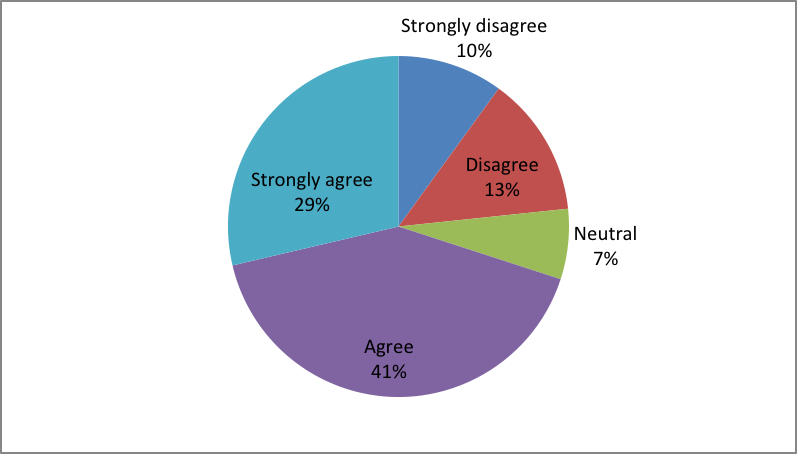 Strongly disagree
10%
Disagree
13%
Strongly agree
29%
Neutral
7%
Agree
41%